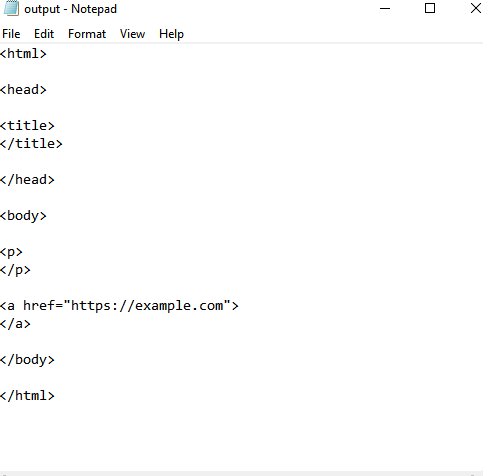 output - Notepad
File Edit Format View Help
<html>
<head>
<title>
</title>
</head>
<body>
<p>
</p>
<a href="https://example.com">
</a>
</body>
</html>